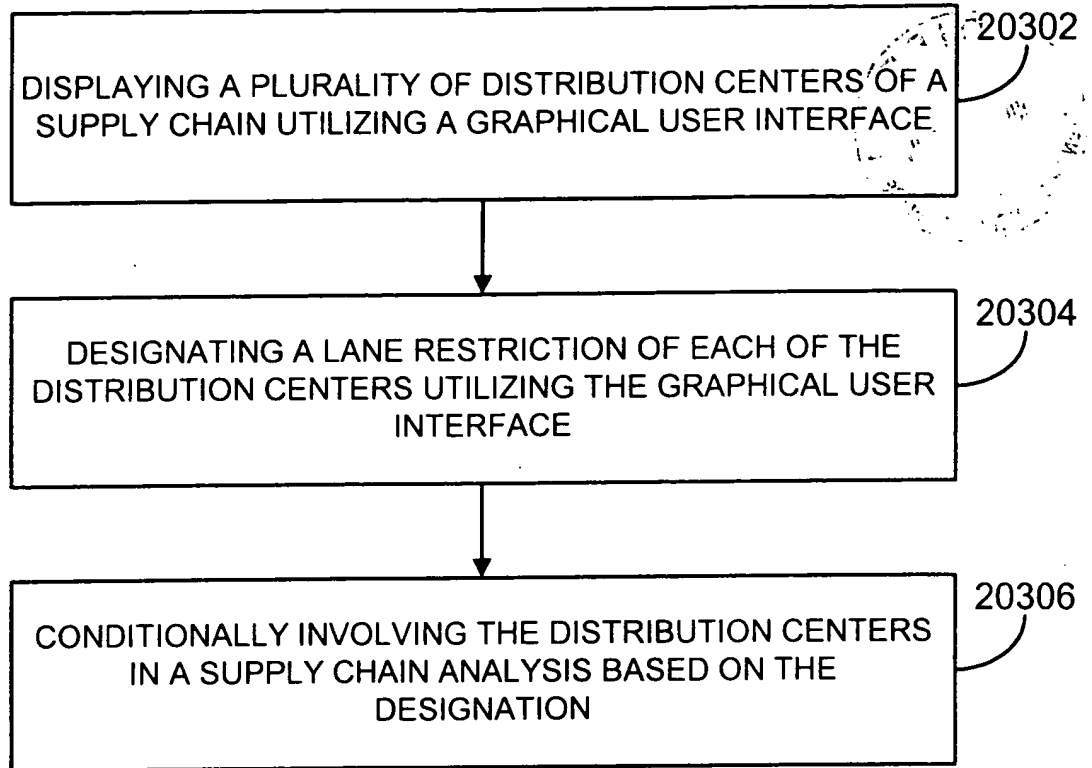 20302
DISPLAYING A PLURALITY OF DISTRIBUTION CENTERS OF A
SUPPLY CHAIN UTILIZING A GRAPHICAL USER INTERFACE
20304
DESIGNATING A LANE RESTRICTION OF EACH OF THE
DISTRIBUTION CENTERS UTILIZING THE GRAPHICAL USER
INTERFACE
20306
CONDITIONALLY INVOLVING THE DISTRIBUTION CENTERS
IN A SUPPLY CHAIN ANALYSIS BASED ON THE
DESIGNATION